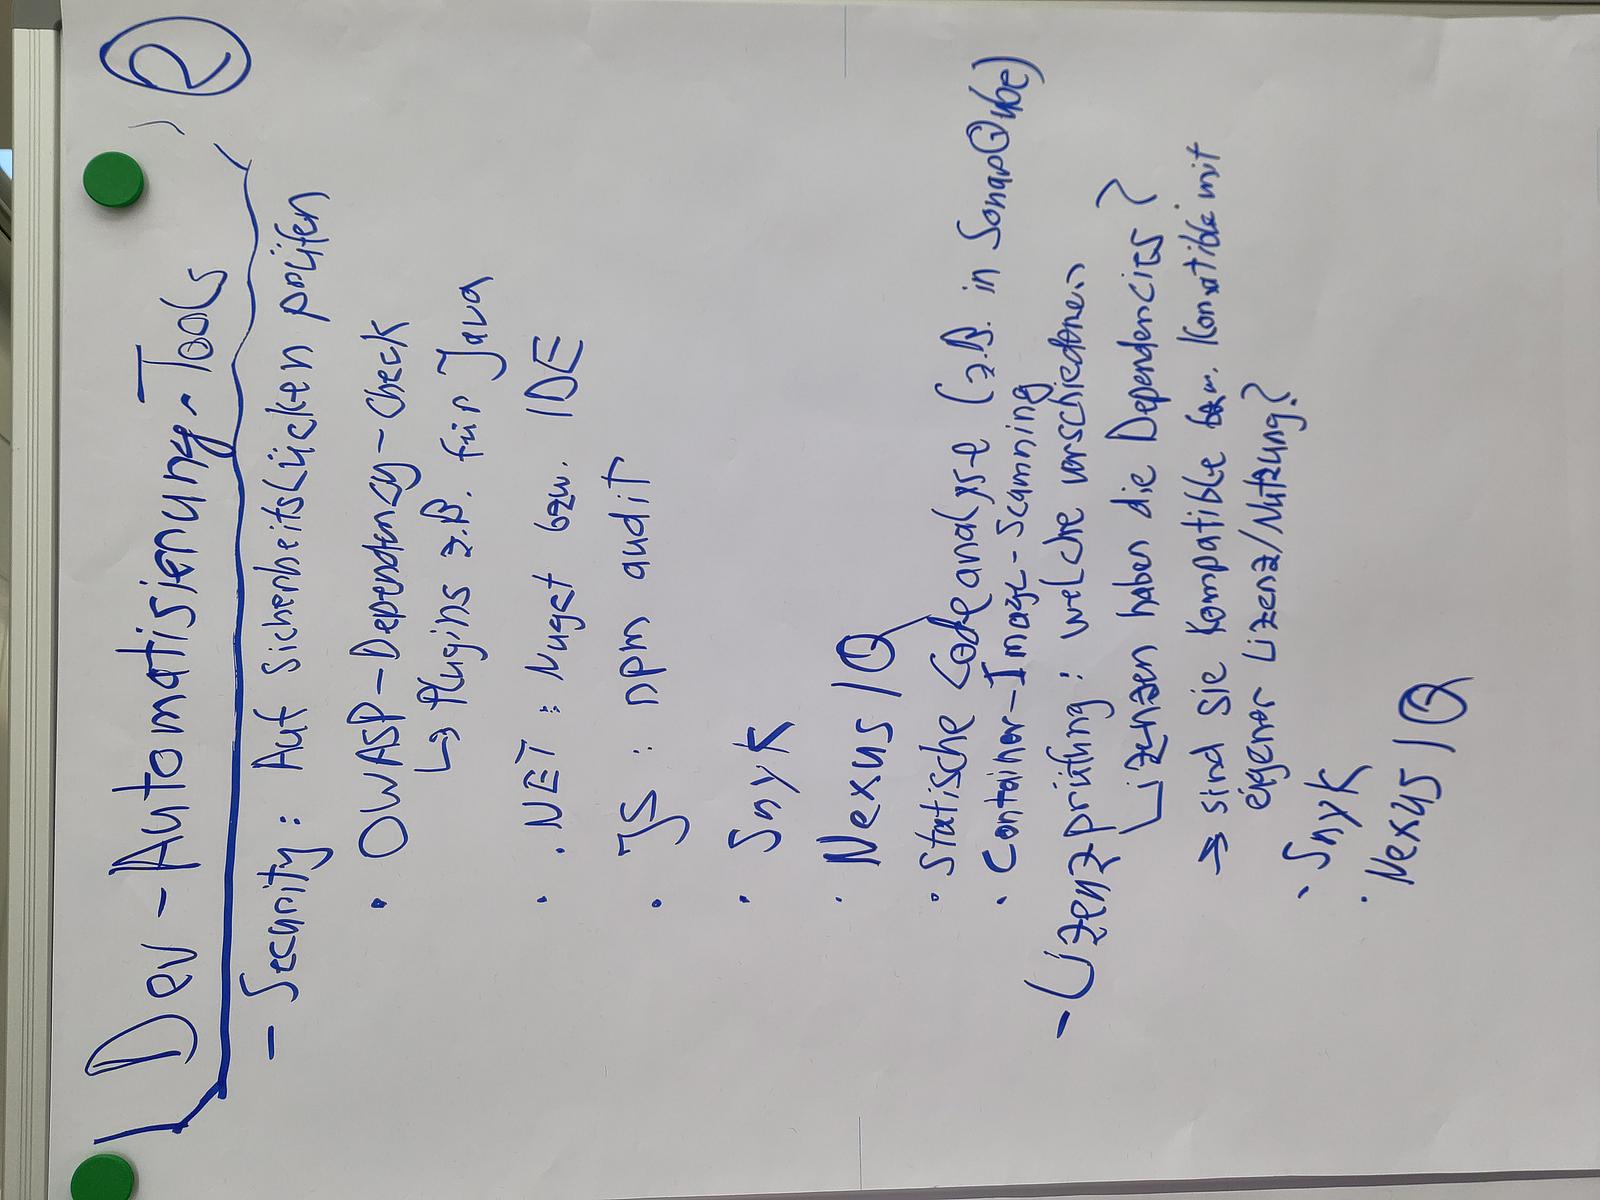 Dev-Automatisierung-Tools
2
- Security: Auf Sicherheitslücken prüfen
• OWASP-Dependency-Check
↳ Plugins z.B. für Java
• .NET: Nuget bzw. IDE
• JS: npm audit
• Snyk
• Nexus IQ
• Statische Codeanalyse (z.B. in SonarQube)
• Container-Image-Scanning
- Lizenzprüfung: welche verschiedenen
Lizenzen haben die Dependencies?
→ sind sie kompatible bzw. mit
eigener Lizenz/Nutzung?
• Snyk
• Nexus IQ